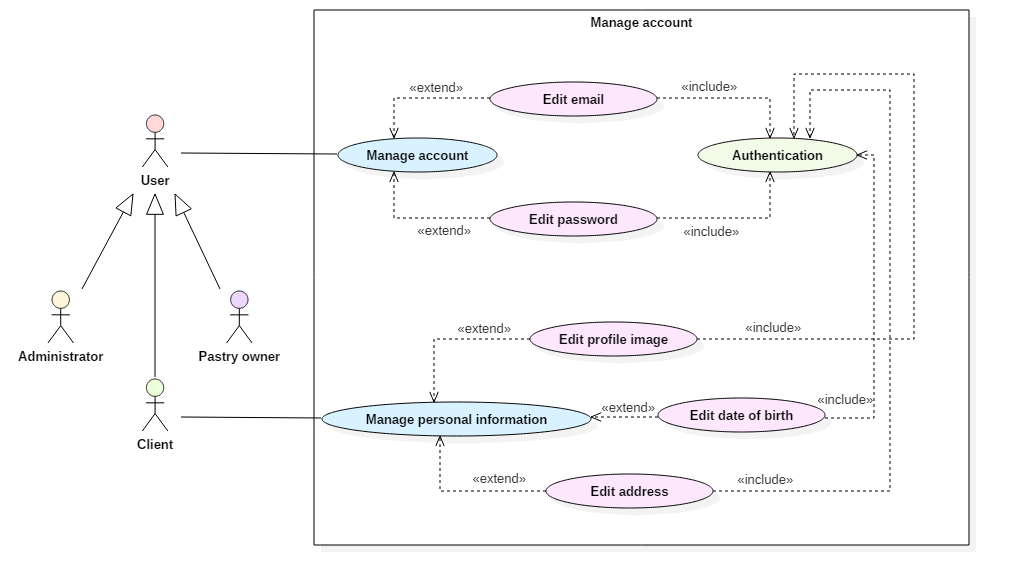 Manage account
«extend»
Edit email
«include»
User
Manage account
Authentication
«extend»
Edit password
«include»
Administrator
Pastry owner
«extend»
Edit profile image
«include»
Client
Manage personal information
«extend»
Edit date of birth
«include»
«extend»
Edit address
«include»